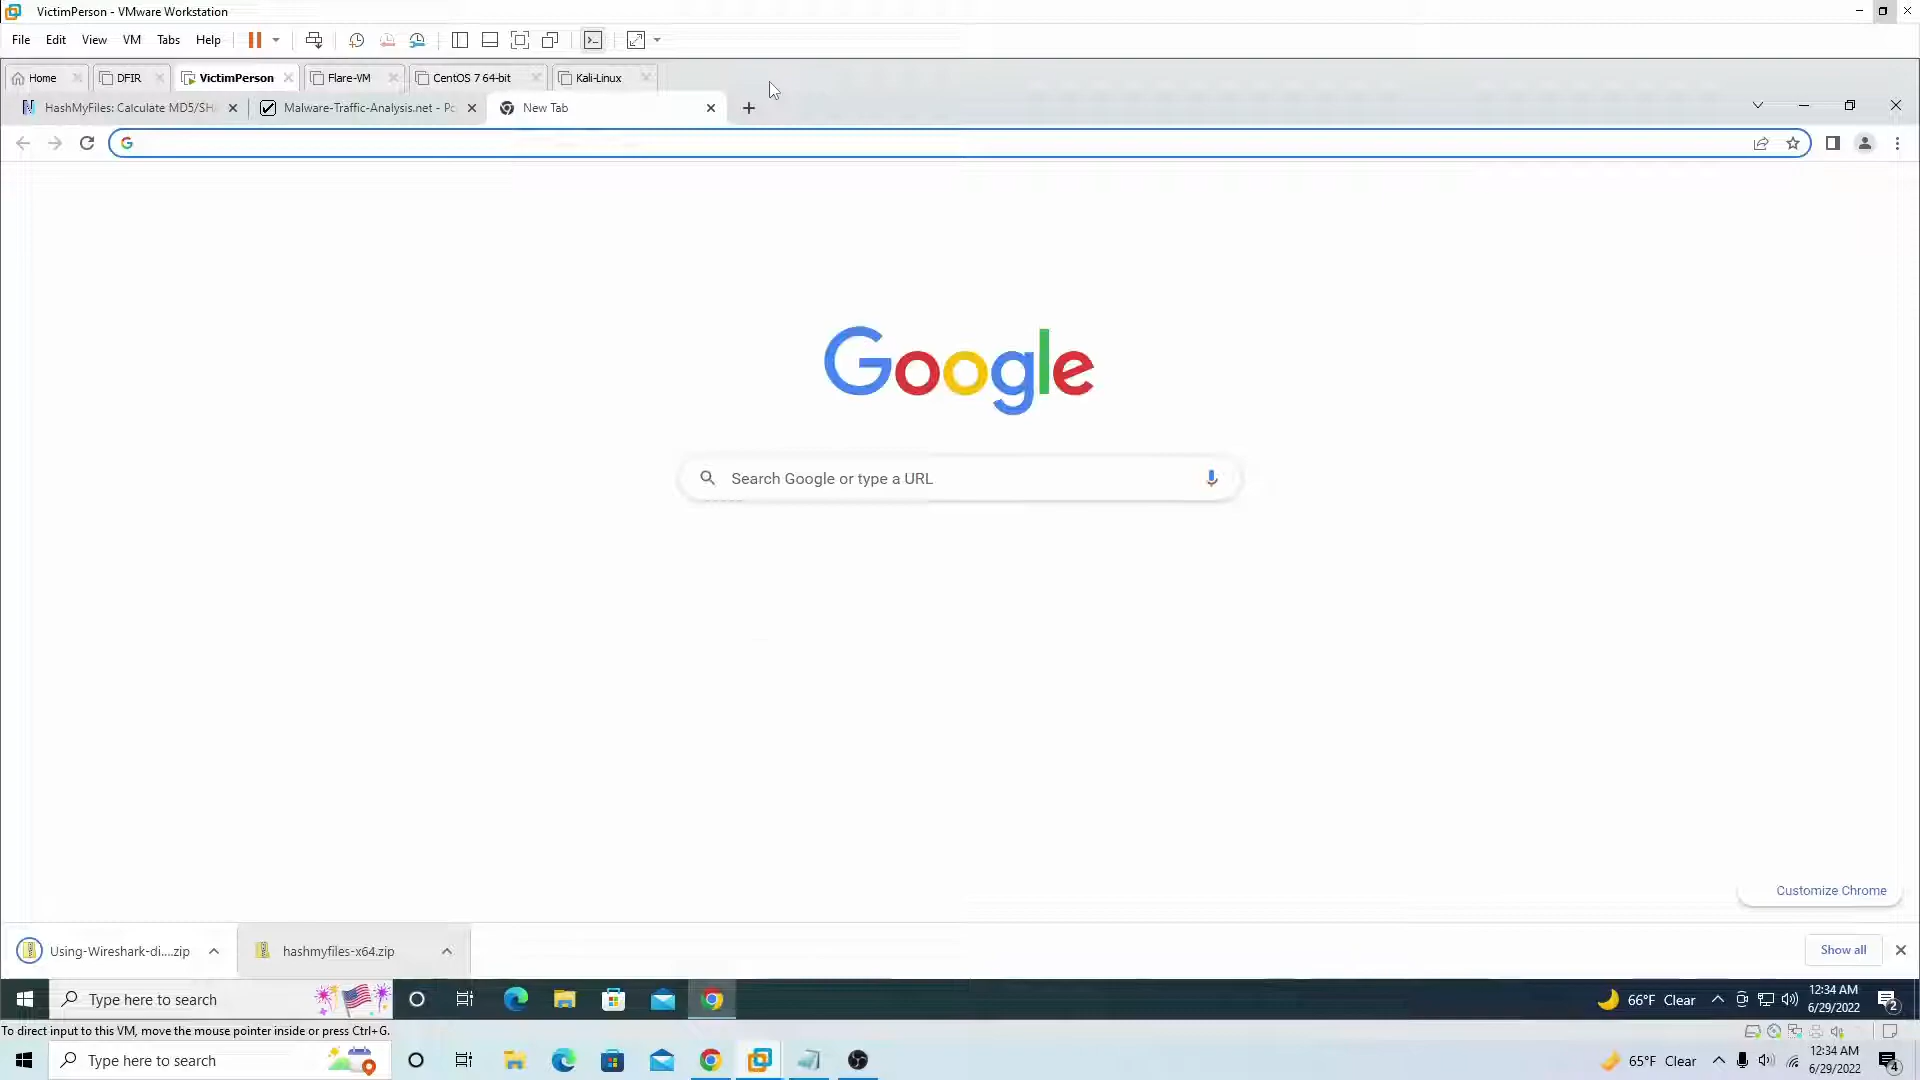 VictimPerson - VMware Workstation
File Edit View VM Tabs Help
Home DFIR VictimPerson Flare-VM CentOS 7 64-bit Kali-Linux
HashMyFiles: Calculate MD5/SH Malware-Traffic-Analysis.net - Pc New Tab
Google
Search Google or type a URL
Customize Chrome
Using-Wireshark-di....zip hashmyfiles-x64.zip Show all
Type here to search 66°F Clear 12:34 AM
6/29/2022
2
To direct input to this VM, move the mouse pointer inside or press Ctrl+G.
Type here to search 65°F Clear 12:34 AM
6/29/2022
4